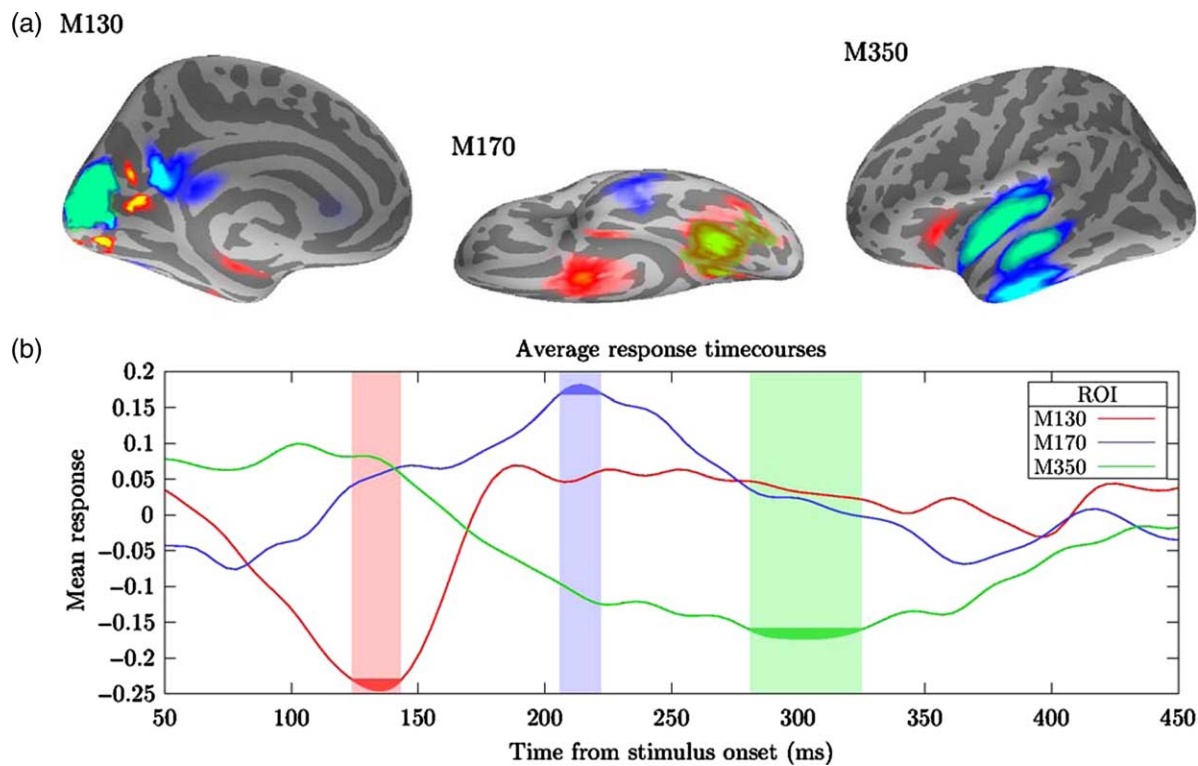 (a) M130
M350
M170
(b)
Average response timecourses
0.2
0.15
0.1
0.05
0
−0.05
−0.1
−0.15
−0.2
−0.25
Mean response
ROI
M130
M170
M350
50 100 150 200 250 300 350 400 450
Time from stimulus onset (ms)